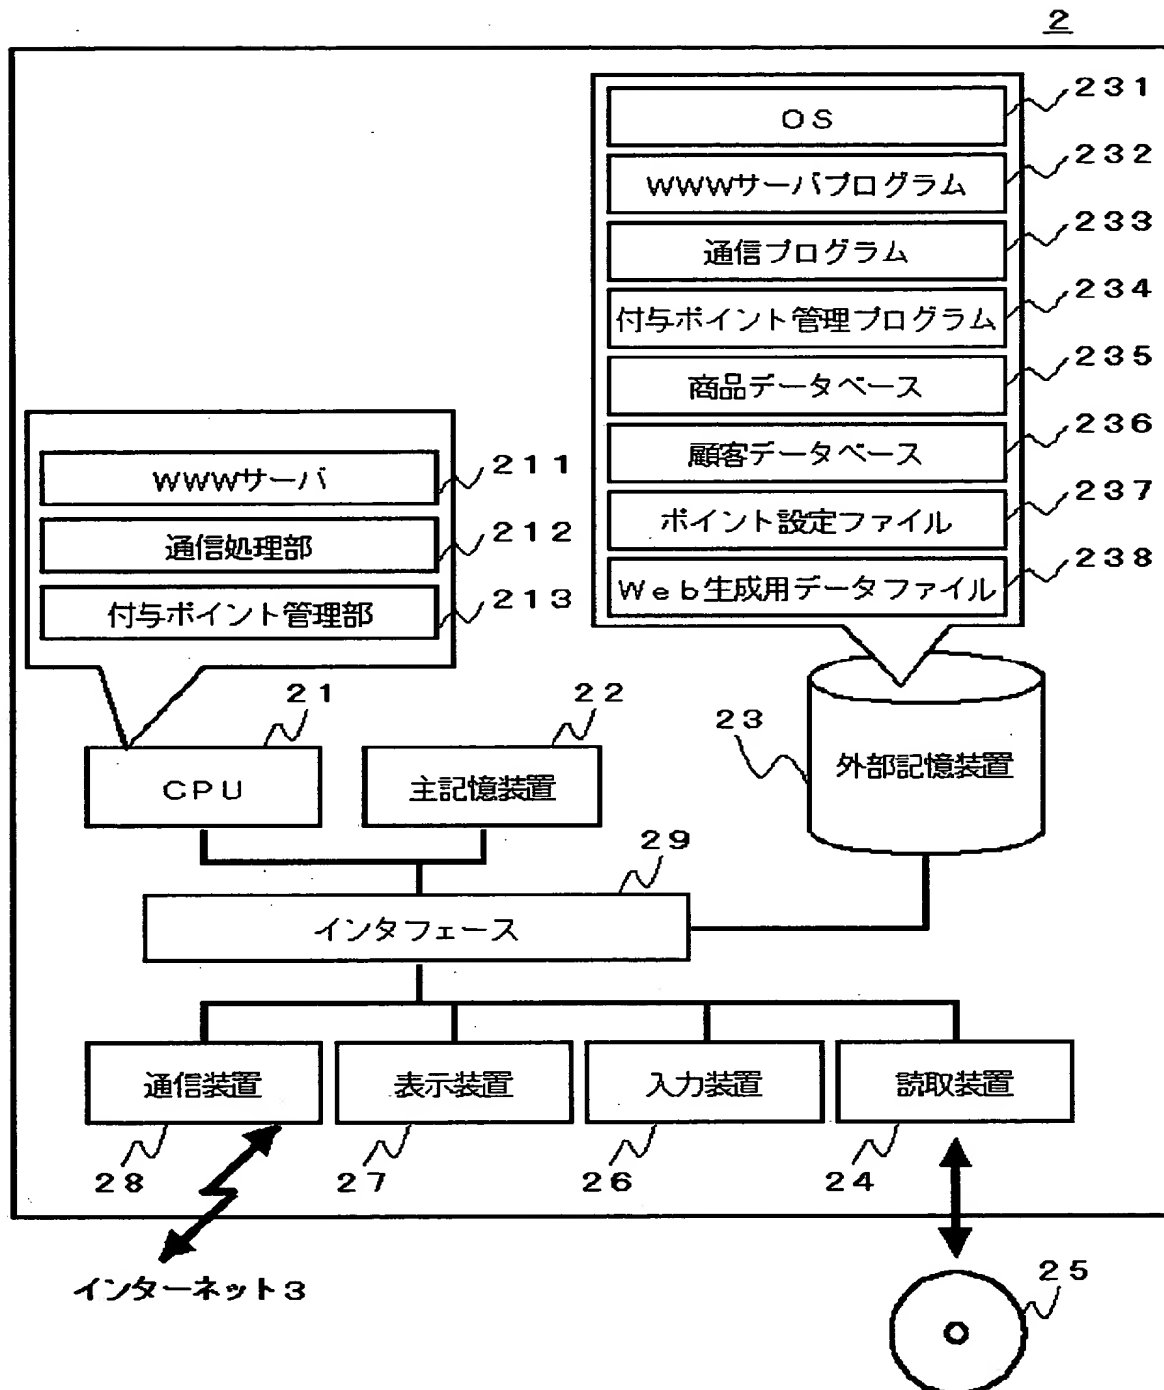 2
OS
231
WWWサーバプログラム
232
通信プログラム
233
付与ポイント管理プログラム
234
商品データベース
235
顧客データベース
236
ポイント設定ファイル
237
Web生成用データファイル
238
WWWサーバ
211
通信処理部
212
付与ポイント管理部
213
21
CPU
22
主記憶装置
23
外部記憶装置
29
インタフェース
通信装置
28
表示装置
27
入力装置
26
読取装置
24
インターネット3
25